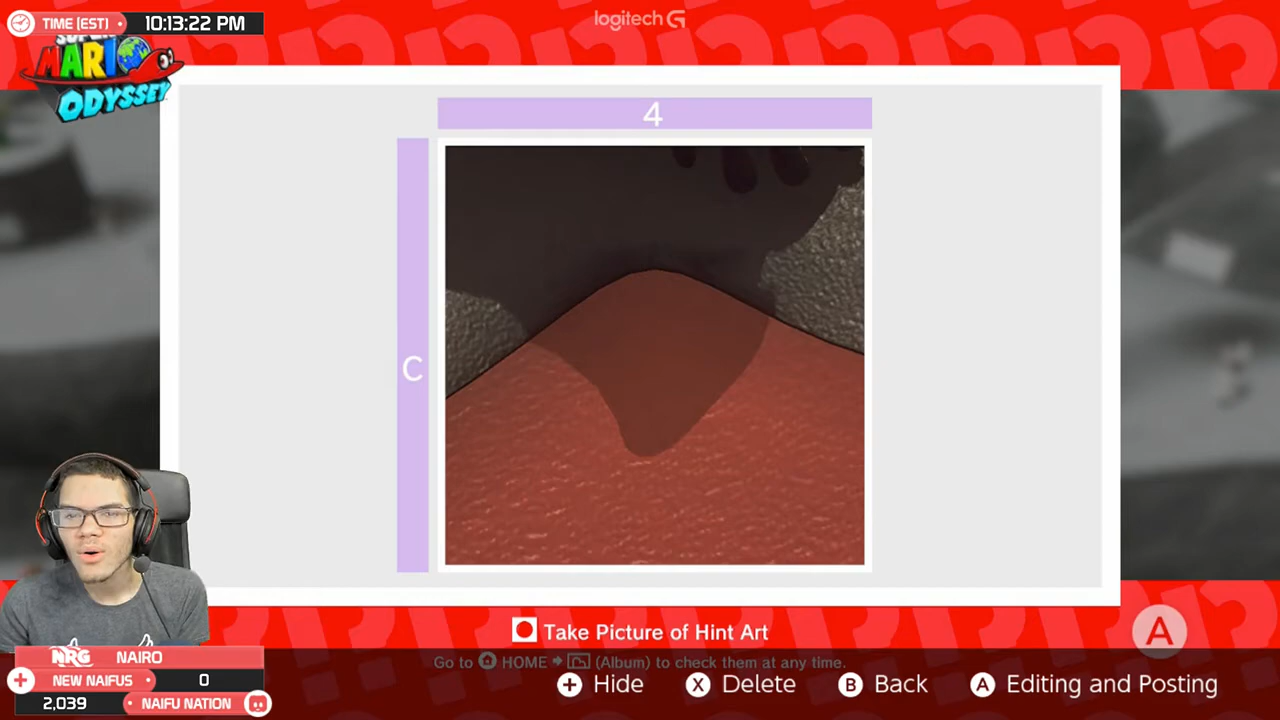 TIME [EST]
10:13:22 PM
logitech G
SUPER
MARIO
ODYSSEY
4
C
Take Picture of Hint Art
Go to HOME (Album) to check them at any time.
A
+ Hide
X Delete
B Back
A Editing and Posting
NRG NAIRO
NEW NAIFUS 0
2,039 NAIFU NATION